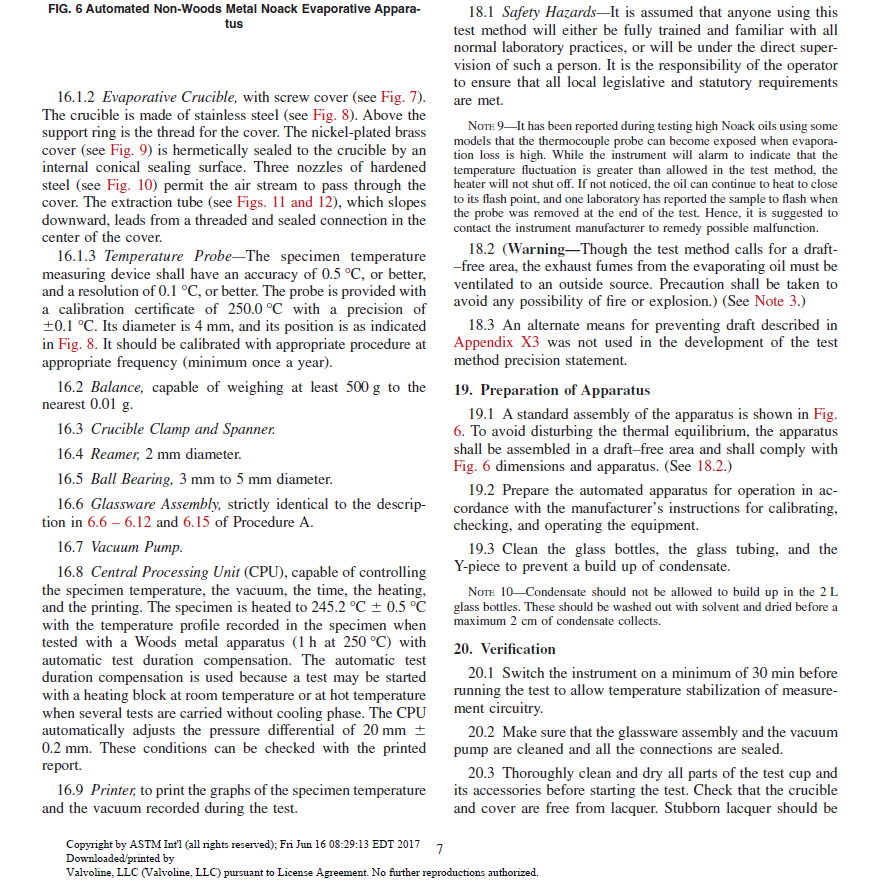 FIG. 6 Automated Non-Woods Metal Noack Evaporative Appara-
tus
16.1.2 Evaporative Crucible, with screw cover (see Fig. 7).
The crucible is made of stainless steel (see Fig. 8). Above the
support ring is the thread for the cover. The nickel-plated brass
cover (see Fig. 9) is hermetically sealed to the crucible by an
internal conical sealing surface. Three nozzles of hardened
steel (see Fig. 10) permit the air stream to pass through the
cover. The extraction tube (see Figs. 11 and 12), which slopes
downward, leads from a threaded and sealed connection in the
center of the cover.
16.1.3 Temperature Probe—The specimen temperature
measuring device shall have an accuracy of 0.5 °C, or better,
and a resolution of 0.1 °C, or better. The probe is provided with
a calibration certificate of 250.0 °C with a precision of
±0.1 °C. Its diameter is 4 mm, and its position is as indicated
in Fig. 8. It should be calibrated with appropriate procedure at
appropriate frequency (minimum once a year).
16.2 Balance, capable of weighing at least 500 g to the
nearest 0.01 g.
16.3 Crucible Clamp and Spanner.
16.4 Reamer, 2 mm diameter.
16.5 Ball Bearing, 3 mm to 5 mm diameter.
16.6 Glassware Assembly, strictly identical to the descrip-
tion in 6.6 – 6.12 and 6.15 of Procedure A.
16.7 Vacuum Pump.
16.8 Central Processing Unit (CPU), capable of controlling
the specimen temperature, the vacuum, the time, the heating,
and the printing. The specimen is heated to 245.2 °C ± 0.5 °C
with the temperature profile recorded in the specimen when
tested with a Woods metal apparatus (1 h at 250 °C) with
automatic test duration compensation. The automatic test
duration compensation is used because a test may be started
with a heating block at room temperature or at hot temperature
when several tests are carried without cooling phase. The CPU
automatically adjusts the pressure differential of 20 mm ±
0.2 mm. These conditions can be checked with the printed
report.
16.9 Printer, to print the graphs of the specimen temperature
and the vacuum recorded during the test.
18.1 Safety Hazards—It is assumed that anyone using this
test method will either be fully trained and familiar with all
normal laboratory practices, or will be under the direct super-
vision of such a person. It is the responsibility of the operator
to ensure that all local legislative and statutory requirements
are met.
NOTE 9—It has been reported during testing high Noack oils using some
models that the thermocouple probe can become exposed when evapora-
tion loss is high. While the instrument will alarm to indicate that the
temperature fluctuation is greater than allowed in the test method, the
heater will not shut off. If not noticed, the oil can continue to heat to close
to its flash point, and one laboratory has reported the sample to flash when
the probe was removed at the end of the test. Hence, it is suggested to
contact the instrument manufacturer to remedy possible malfunction.
18.2 (Warning—Though the test method calls for a draft-
–free area, the exhaust fumes from the evaporating oil must be
ventilated to an outside source. Precaution shall be taken to
avoid any possibility of fire or explosion.) (See Note 3.)
18.3 An alternate means for preventing draft described in
Appendix X3 was not used in the development of the test
method precision statement.
19. Preparation of Apparatus
19.1 A standard assembly of the apparatus is shown in Fig.
6. To avoid disturbing the thermal equilibrium, the apparatus
shall be assembled in a draft–free area and shall comply with
Fig. 6 dimensions and apparatus. (See 18.2.)
19.2 Prepare the automated apparatus for operation in ac-
cordance with the manufacturer's instructions for calibrating,
checking, and operating the equipment.
19.3 Clean the glass bottles, the glass tubing, and the
Y-piece to prevent a build up of condensate.
NOTE 10—Condensate should not be allowed to build up in the 2 L
glass bottles. These should be washed out with solvent and dried before a
maximum 2 cm of condensate collects.
20. Verification
20.1 Switch the instrument on a minimum of 30 min before
running the test to allow temperature stabilization of measure-
ment circuitry.
20.2 Make sure that the glassware assembly and the vacuum
pump are cleaned and all the connections are sealed.
20.3 Thoroughly clean and dry all parts of the test cup and
its accessories before starting the test. Check that the crucible
and cover are free from lacquer. Stubborn lacquer should be
Copyright by ASTM Int'l (all rights reserved); Fri Jun 16 08:29:13 EDT 2017 7
Downloaded/printed by
Valvoline, LLC (Valvoline, LLC) pursuant to License Agreement. No further reproductions authorized.